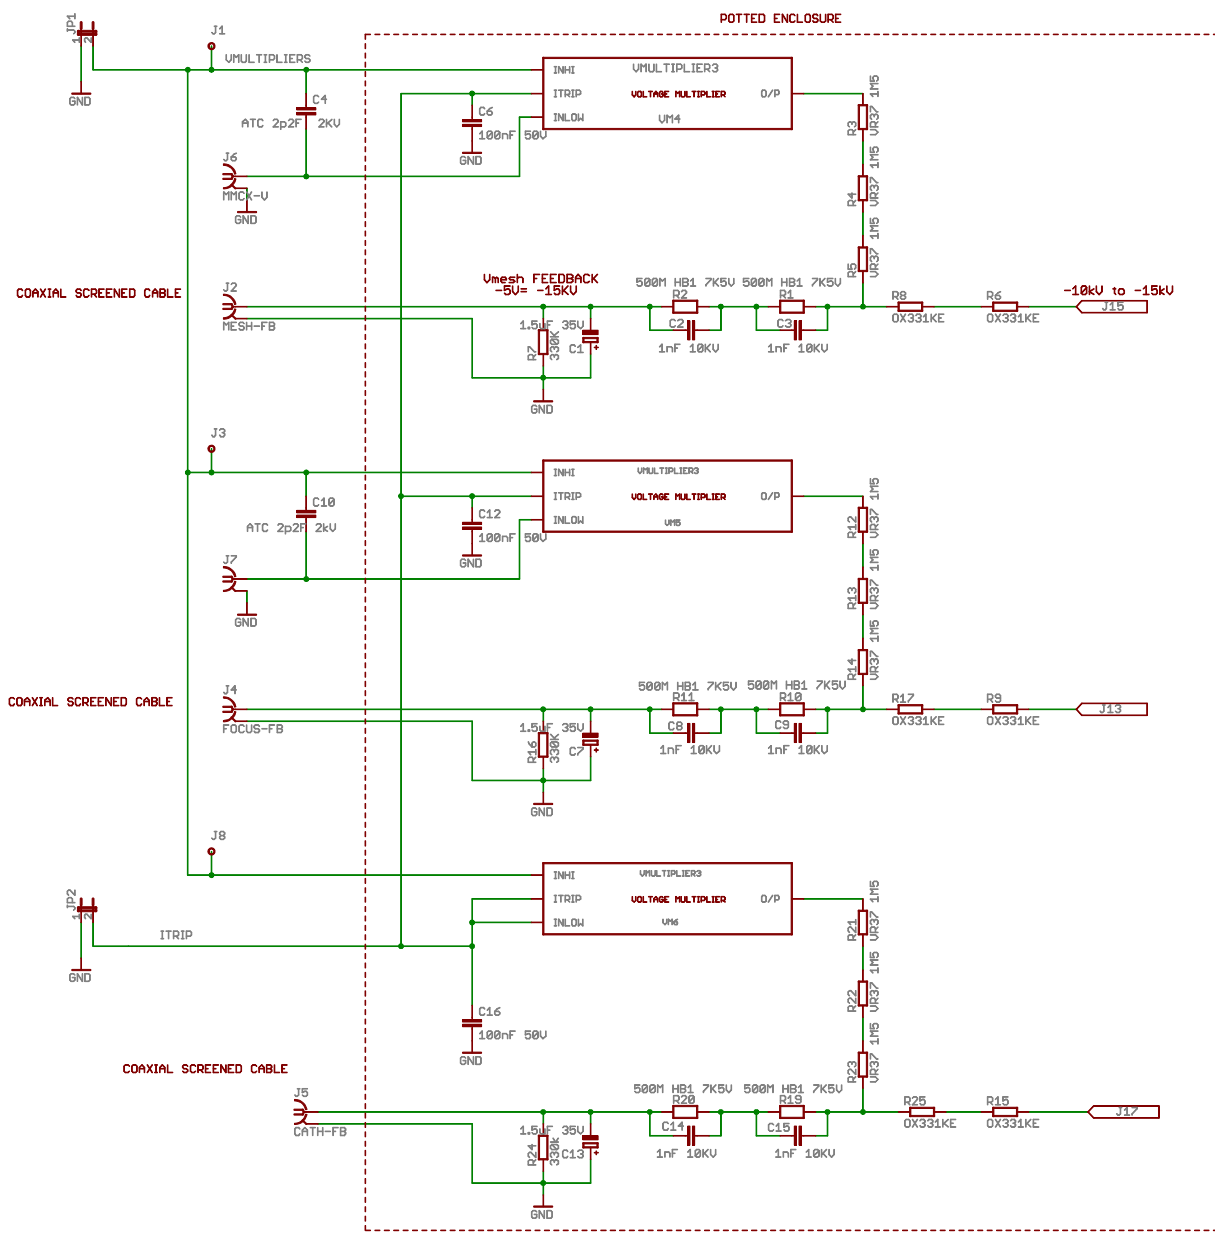 POTTED ENCLOSURE
JP1
1
2
GND
J1
VMULTIPLIERS
C4
ATC 2p2F 2KV
J6
MMCX-V
GND
C6
100nF 50V
GND
INHI
ITRIP
INLOW
VMULTIPLIER3
VOLTAGE MULTIPLIER
VM4
O/P
R3
VR37
1M5
R4
VR37
1M5
R5
VR37
1M5
COAXIAL SCREENED CABLE
J2
MESH-FB
Vmesh FEEDBACK
-5V= -15KV
1.5uF 35V
R7
330K
C1
GND
500M HB1 7K5V
R2
C2
1nF 10KV
500M HB1 7K5V
R1
C3
1nF 10KV
R8
OX331KE
R6
OX331KE
-10kV to -15kV
J15
J3
C10
ATC 2p2F 2kV
J7
GND
C12
100nF 50V
GND
INHI
ITRIP
INLOW
VMULTIPLIER3
VOLTAGE MULTIPLIER
VM5
O/P
R12
VR37
1M5
R13
VR37
1M5
R14
VR37
1M5
COAXIAL SCREENED CABLE
J4
FOCUS-FB
1.5uF 35V
R16
330K
C7
GND
500M HB1 7K5V
R11
C8
1nF 10KV
500M HB1 7K5V
R10
C9
1nF 10KV
R17
OX331KE
R9
OX331KE
J13
J8
JP2
1
2
GND
ITRIP
INHI
ITRIP
INLOW
VMULTIPLIER3
VOLTAGE MULTIPLIER
VM6
O/P
R21
VR37
1M5
R22
VR37
1M5
R23
VR37
1M5
C16
100nF 50V
GND
COAXIAL SCREENED CABLE
J5
CATH-FB
1.5uF 35V
R24
330k
C13
GND
500M HB1 7K5V
R20
C14
1nF 10KV
500M HB1 7K5V
R19
C15
1nF 10KV
R25
OX331KE
R15
OX331KE
J17